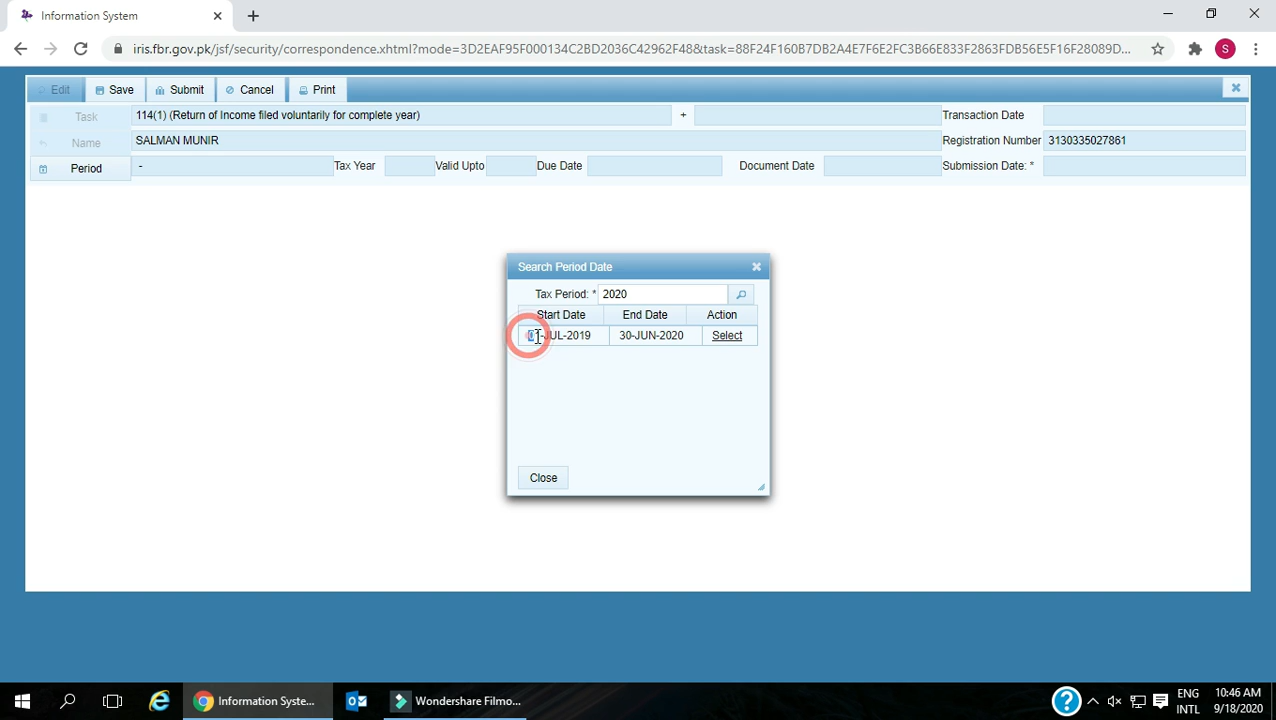 Information System
iris.fbr.gov.pk/jsf/security/correspondence.xhtml?mode=3D2EAF95F000134C2BD2036C42962F48&task=88F24F160B7DB2A4E7F6E2FC3B66E833F2863FDB56E5F16F28089D...
S
Edit Save Submit Cancel Print
Task 114(1) (Return of Income filed voluntarily for complete year) + Transaction Date
Name SALMAN MUNIR Registration Number 3130335027861
Period - Tax Year Valid Upto Due Date Document Date Submission Date: *
Search Period Date
Tax Period: * 2020
Start Date End Date Action
-JUL-2019 30-JUN-2020 Select
Close
Information Syste... Wondershare Filmo... ? ENG 10:46 AM
INTL 9/18/2020